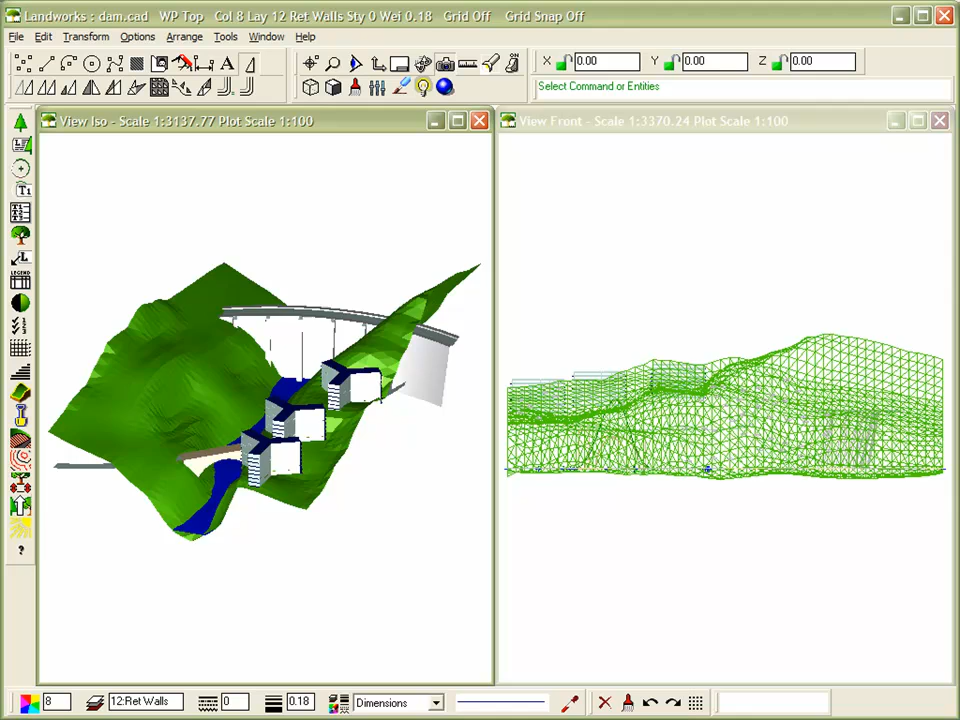 Landworks : dam.cad WP Top Col 8 Lay 12 Ret Walls Sty 0 Wei 0.18 Grid Off Grid Snap Off
File Edit Transform Options Arrange Tools Window Help
X 0.00 Y 0.00 Z 0.00
Select Command or Entities
View Iso - Scale 1:3137.77 Plot Scale 1:100
View Front - Scale 1:3370.24 Plot Scale 1:100
8 12:Ret Walls 0 0.18 Dimensions